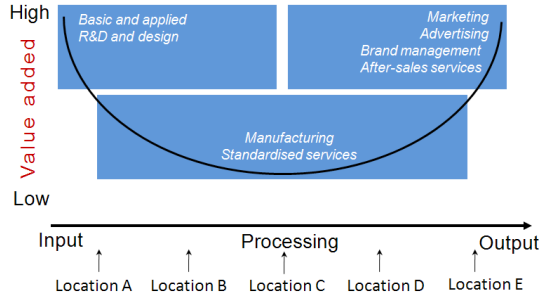 High
Basic and applied
R&D and design
Marketing
Advertising
Brand management
After-sales services
Value added
Manufacturing
Standardised services
Low
Input
Processing
Output
Location A
Location B
Location C
Location D
Location E